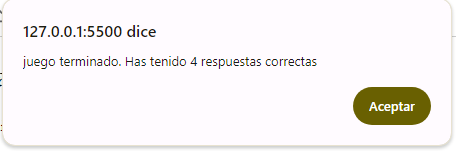 127.0.0.1:5500 dice
juego terminado. Has tenido 4 respuestas correctas
Aceptar